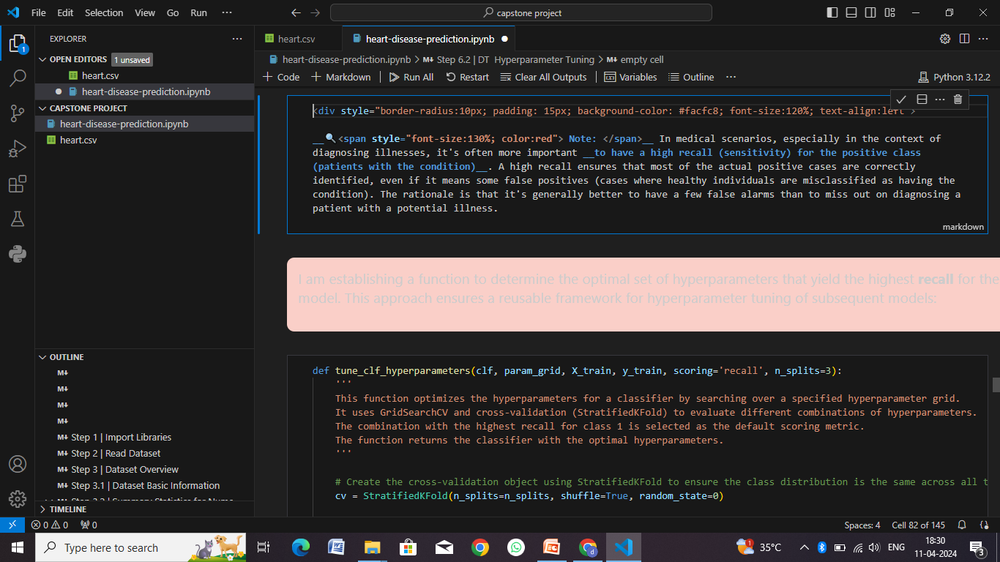 File Edit Selection View Go Run ··· capstone project
EXPLORER
OPEN EDITORS 1 unsaved
heart.csv
heart-disease-prediction.ipynb
CAPSTONE PROJECT
heart-disease-prediction.ipynb
heart.csv
OUTLINE
M↓
M↓
M↓
M↓
M↓ Step 1 | Import Libraries
M↓ Step 2 | Read Dataset
M↓ Step 3 | Dataset Overview
M↓ Step 3.1 | Dataset Basic Information
TIMELINE
heart.csv heart-disease-prediction.ipynb
heart-disease-prediction.ipynb > M↓ Step 6.2 | DT Hyperparameter Tuning > M↓ empty cell
+ Code + Markdown Run All Restart Clear All Outputs Variables Outline ··· Python 3.12.2
<div style="border-radius:10px; padding: 15px; background-color: #facfc8; font-size:120%; text-align:left">
__🔍<span style="font-size:130%; color:red"> Note: </span>__ In medical scenarios, especially in the context of
diagnosing illnesses, it's often more important __to have a high recall (sensitivity) for the positive class
(patients with the condition)__. A high recall ensures that most of the actual positive cases are correctly
identified, even if it means some false positives (cases where healthy individuals are misclassified as having the
condition). The rationale is that it's generally better to have a few false alarms than to miss out on diagnosing a
patient with a potential illness.
markdown
I am establishing a function to determine the optimal set of hyperparameters that yield the highest recall for the
model. This approach ensures a reusable framework for hyperparameter tuning of subsequent models:
def tune_clf_hyperparameters(clf, param_grid, X_train, y_train, scoring='recall', n_splits=3):
'''
This function optimizes the hyperparameters for a classifier by searching over a specified hyperparameter grid.
It uses GridSearchCV and cross-validation (StratifiedKFold) to evaluate different combinations of hyperparameters.
The combination with the highest recall for class 1 is selected as the default scoring metric.
The function returns the classifier with the optimal hyperparameters.
'''
# Create the cross-validation object using StratifiedKFold to ensure the class distribution is the same across all t
cv = StratifiedKFold(n_splits=n_splits, shuffle=True, random_state=0)
0 0 0 Spaces: 4 Cell 82 of 145
Type here to search 35°C ENG 18:30
11-04-2024 3